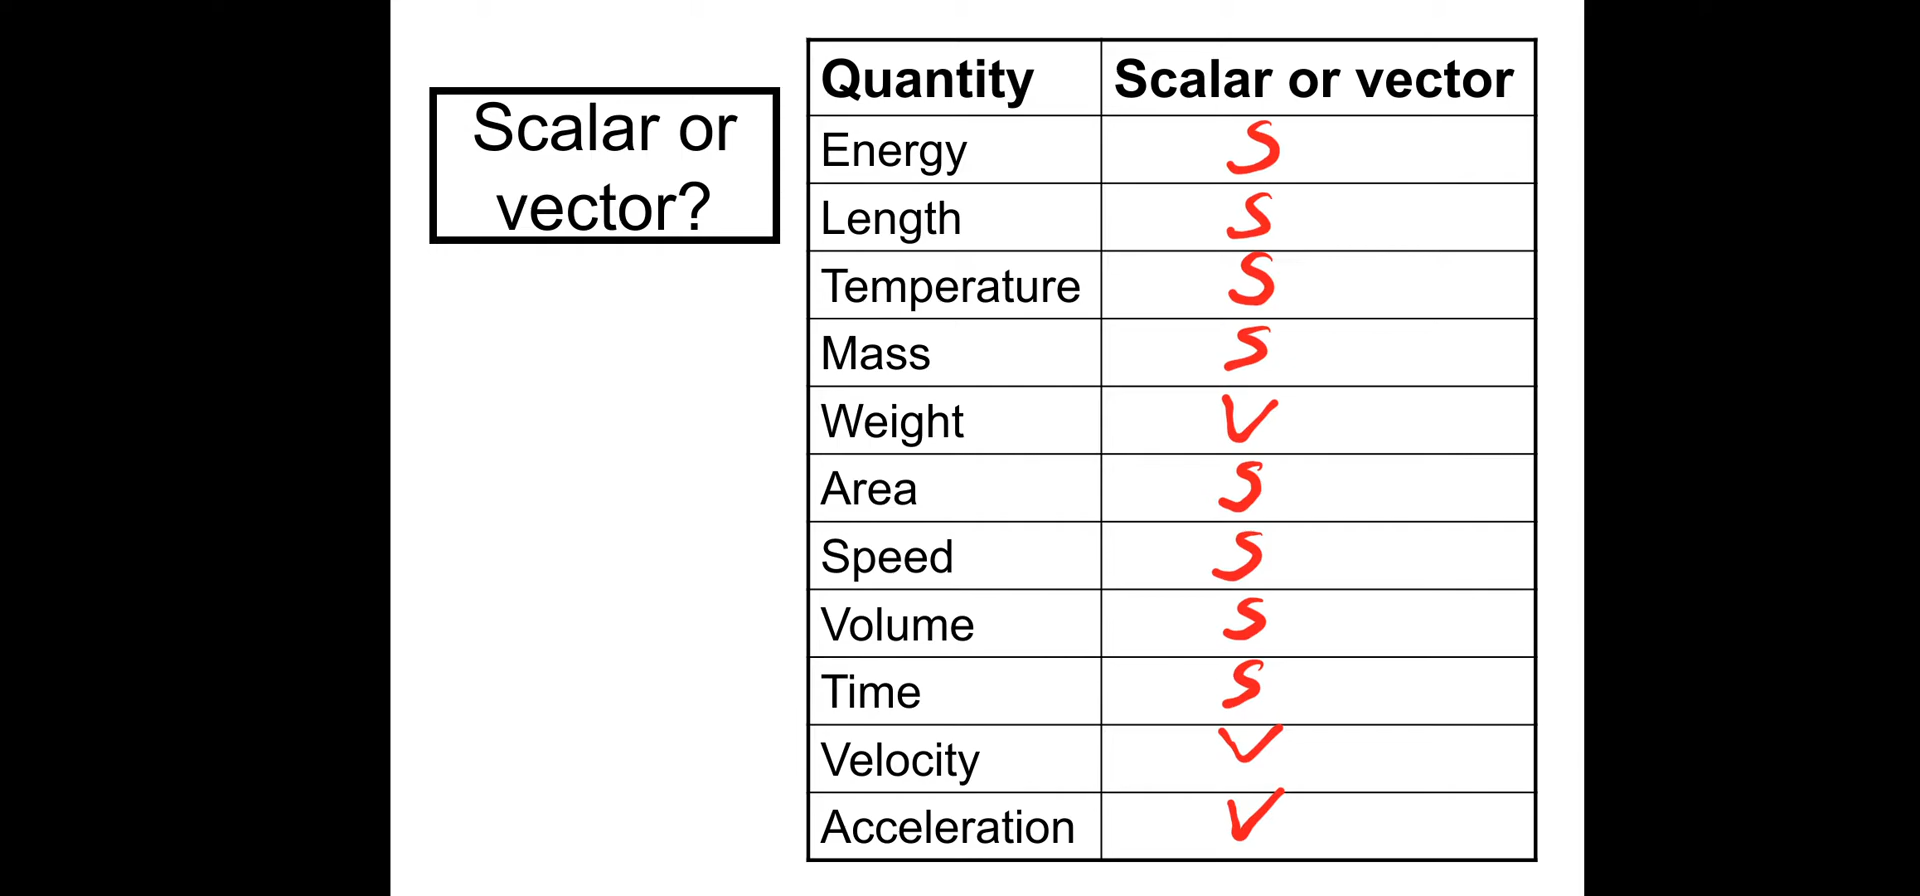 Scalar or
vector?
Quantity Scalar or vector
Energy S
Length S
Temperature S
Mass S
Weight V
Area S
Speed S
Volume S
Time S
Velocity V
Acceleration V